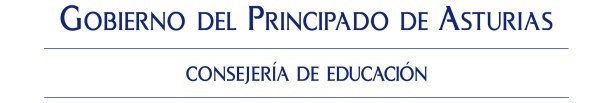 GOBIERNO DEL PRINCIPADO DE ASTURIAS
CONSEJERÍA DE EDUCACIÓN